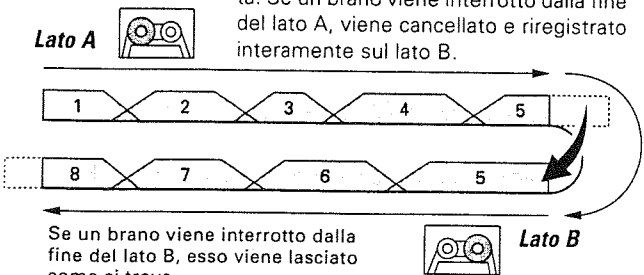 ta. Se un brano viene interrotto dalla fine
del lato A, viene cancellato e riregistrato
interamente sul lato B.
Lato A
1 2 3 4 5
8 7 6 5
Se un brano viene interrotto dalla
fine del lato B, esso viene lasciato
come si trova
Lato B